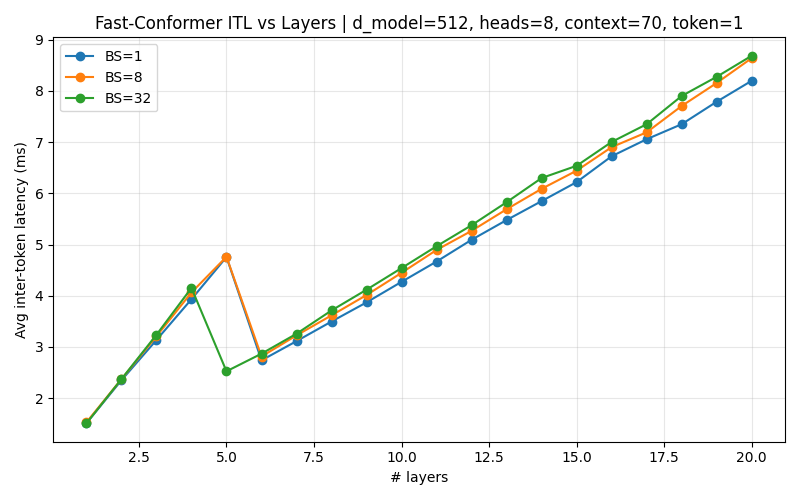 Fast-Conformer ITL vs Layers | d_model=512, heads=8, context=70, token=1
BS=1
BS=8
BS=32
Avg inter-token latency (ms)
9
8
7
6
5
4
3
2
2.5 5.0 7.5 10.0 12.5 15.0 17.5 20.0
# layers